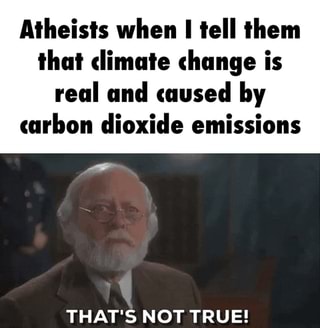 Atheists when I tell them
that climate change is
real and caused by
carbon dioxide emissions
THAT'S NOT TRUE!